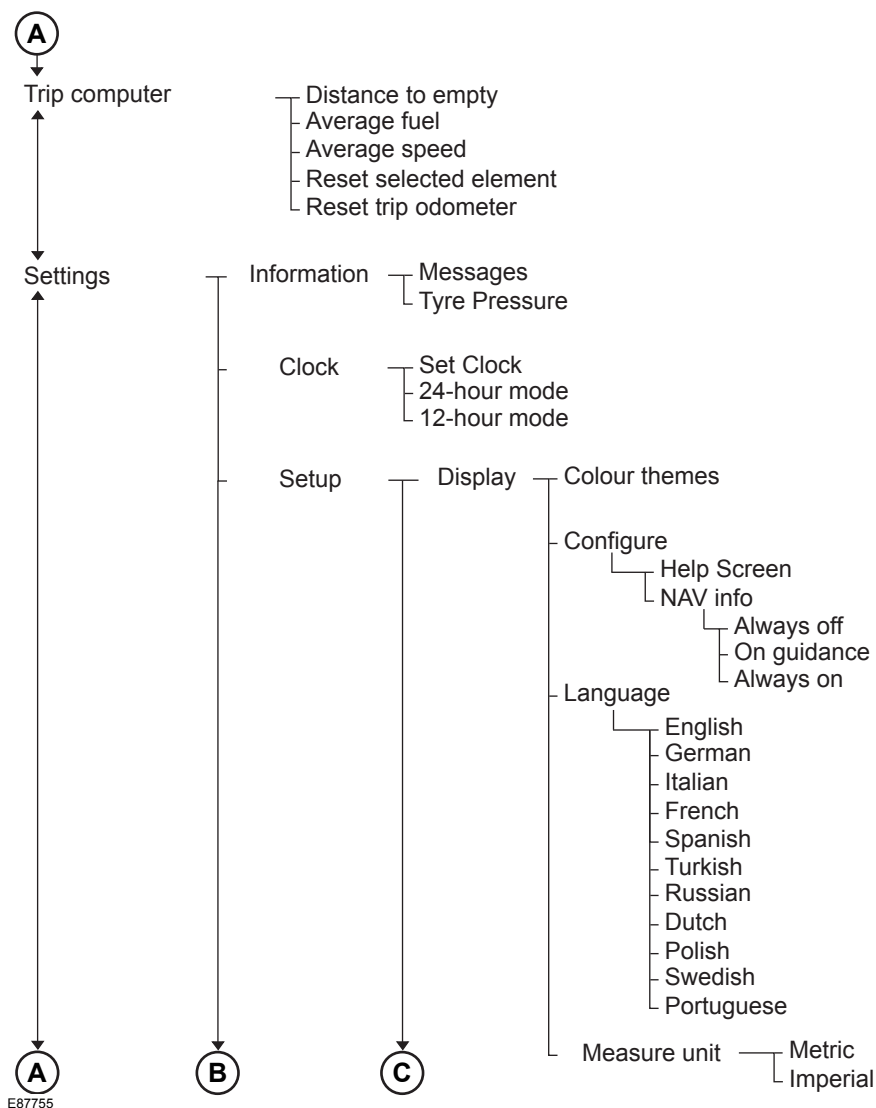 A
Trip computer
Distance to empty
Average fuel
Average speed
Reset selected element
Reset trip odometer
Settings
Information
Messages
Tyre Pressure
Clock
Set Clock
24-hour mode
12-hour mode
Setup
Display
Colour themes
Configure
Help Screen
NAV info
Always off
On guidance
Always on
Language
English
German
Italian
French
Spanish
Turkish
Russian
Dutch
Polish
Swedish
Portuguese
Measure unit
Metric
Imperial
A
B
C
E87755